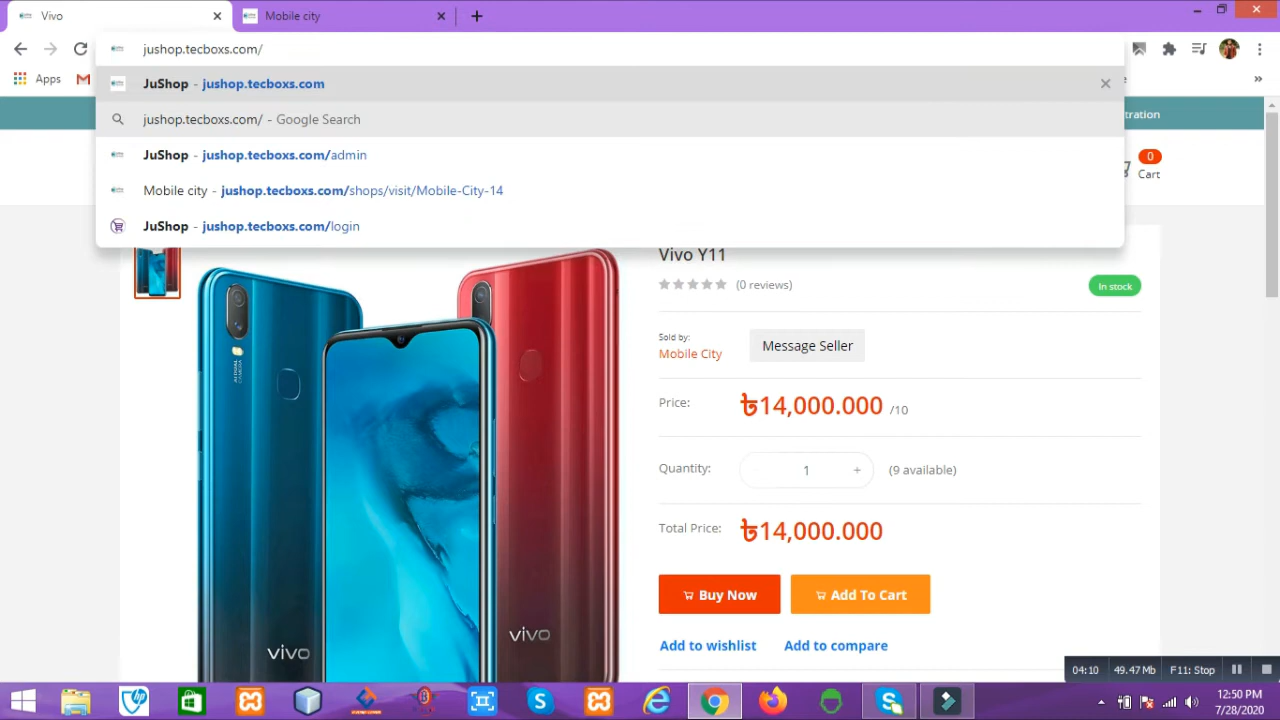 Vivo
Mobile city
jushop.tecboxs.com/
Apps
JuShop - jushop.tecboxs.com
jushop.tecboxs.com/ - Google Search
JuShop - jushop.tecboxs.com/admin
Mobile city - jushop.tecboxs.com/shops/visit/Mobile-City-14
JuShop - jushop.tecboxs.com/login
tration
0
Cart
Vivo Y11
(0 reviews)
In stock
Sold by:
Mobile City
Message Seller
Price:
৳14,000.000 /10
Quantity:
1
+
(9 available)
Total Price:
৳14,000.000
Buy Now
Add To Cart
Add to wishlist
Add to compare
vivo
vivo
04:10
49.47 Mb
F11: Stop
12:50 PM
7/28/2020